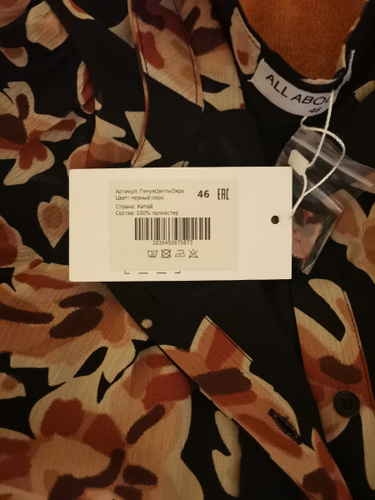 ALL ABO
46
Артикул: ГенуяЦветыОхра
Цвет: черный охра
46 EAC
Страна: Китай
Состав: 100% полиэстер
2039450675873